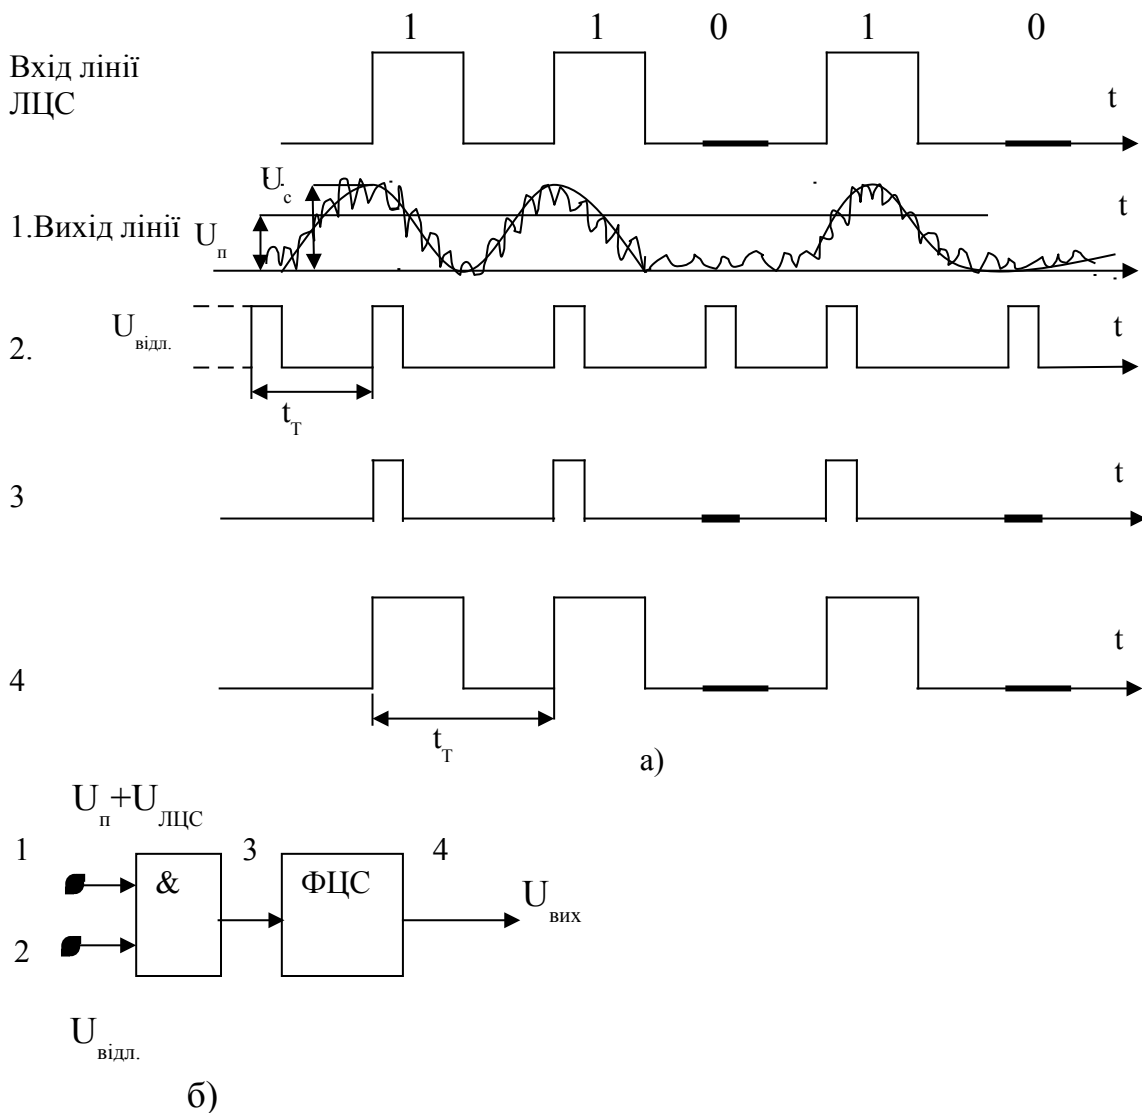 1 1 0 1 0
Вхід лінії
ЛЦС
t
U с
t
1.Вихід лінії
U п
U відл.
t
2.
t Т
t
3
t
4
t Т
а)
U п +U ЛЦС
1
3
4
&
ФЦС
U вих
2
U відл.
б)